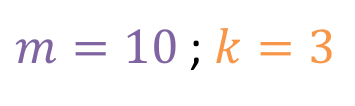 m = 10 ; k = 3